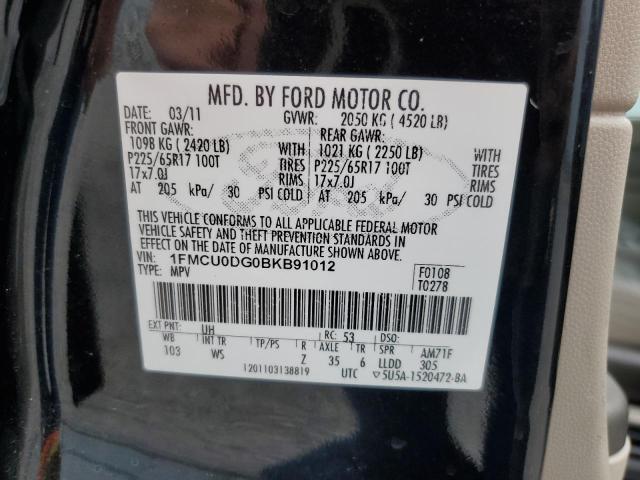 MFD. BY FORD MOTOR CO.
DATE: 03/11 GVWR: 2050 KG ( 4520 LB)
FRONT GAWR: REAR GAWR:
1098 KG ( 2420 LB) WITH 1021 KG ( 2250 LB) WITH
P225/65R17 100T TIRES P225/65R17 100T TIRES
17x7.0J RIMS 17x7.0J RIMS
AT 205 kPa/ 30 PSI COLD AT 205 kPa/ 30 PSI COLD
THIS VEHICLE CONFORMS TO ALL APPLICABLE FEDERAL MOTOR
VEHICLE SAFETY AND THEFT PREVENTION STANDARDS IN
EFFECT ON THE DATE OF MANUFACTURE SHOWN ABOVE.
VIN: 1FMCU0DG0BKB91012 F0108
TYPE: MPV T0278
EXT PNT: UH RC: 53 DSO:
WB INT TR TP/PS R AXLE TR SPR AM71F
103 WS Z 35 6 LLDD 305
1201103138819 UTC ▽5U5A-1520472-BA
Ford